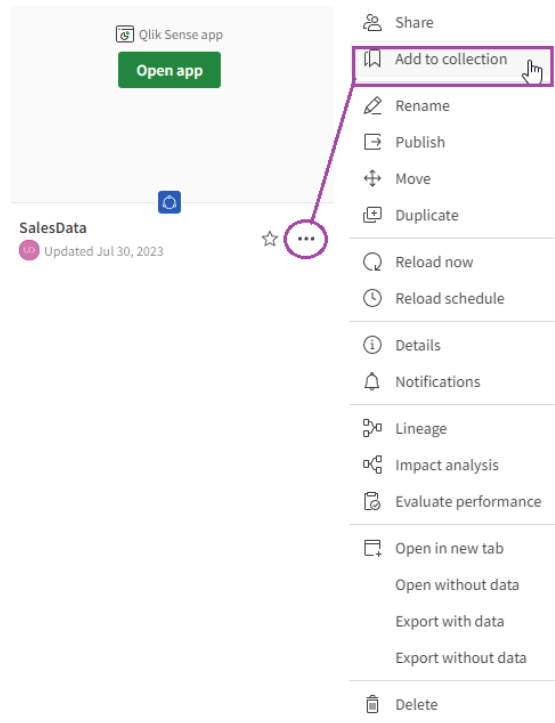 Qlik Sense app
Open app
SalesData
Updated Jul 30, 2023
Share
Add to collection
Rename
Publish
Move
Duplicate
Reload now
Reload schedule
Details
Notifications
Lineage
Impact analysis
Evaluate performance
Open in new tab
Open without data
Export with data
Export without data
Delete